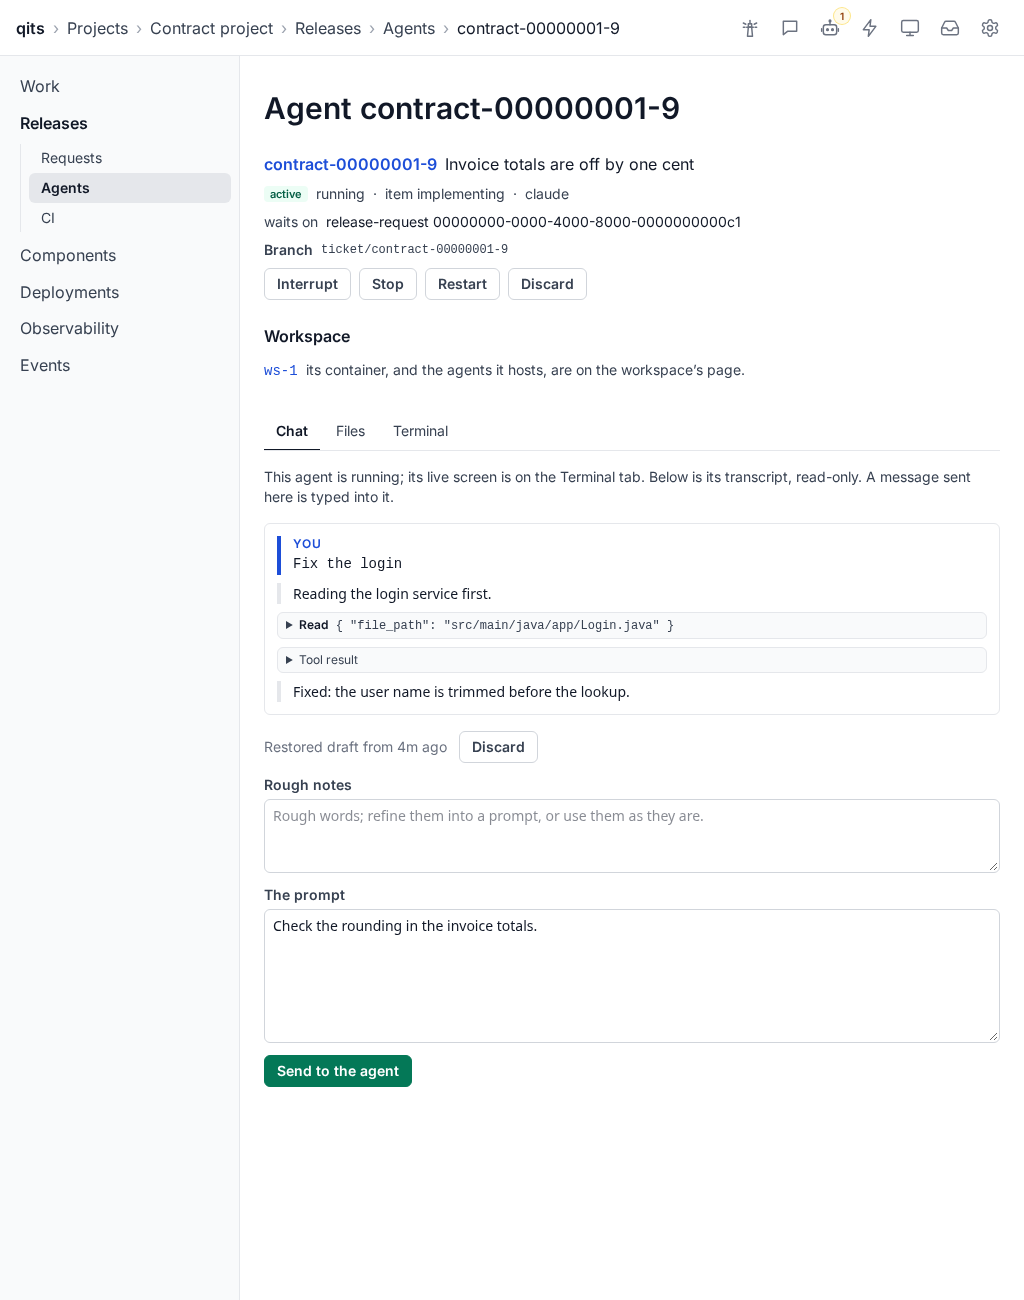 qits › Projects › Contract project › Releases › Agents › contract-00000001-9
1
Work
Releases
Requests
Agents
CI
Components
Deployments
Observability
Events
Agent contract-00000001-9
contract-00000001-9 Invoice totals are off by one cent
active running · item implementing · claude
waits on release-request 00000000-0000-4000-8000-0000000000c1
Branch ticket/contract-00000001-9
Interrupt Stop Restart Discard
Workspace
ws-1 its container, and the agents it hosts, are on the workspace’s page.
Chat Files Terminal
This agent is running; its live screen is on the Terminal tab. Below is its transcript, read-only. A message sent
here is typed into it.
YOU
Fix the login
Reading the login service first.
Read { "file_path": "src/main/java/app/Login.java" }
Tool result
Fixed: the user name is trimmed before the lookup.
Restored draft from 4m ago Discard
Rough notes
Rough words; refine them into a prompt, or use them as they are.
The prompt
Check the rounding in the invoice totals.
Send to the agent